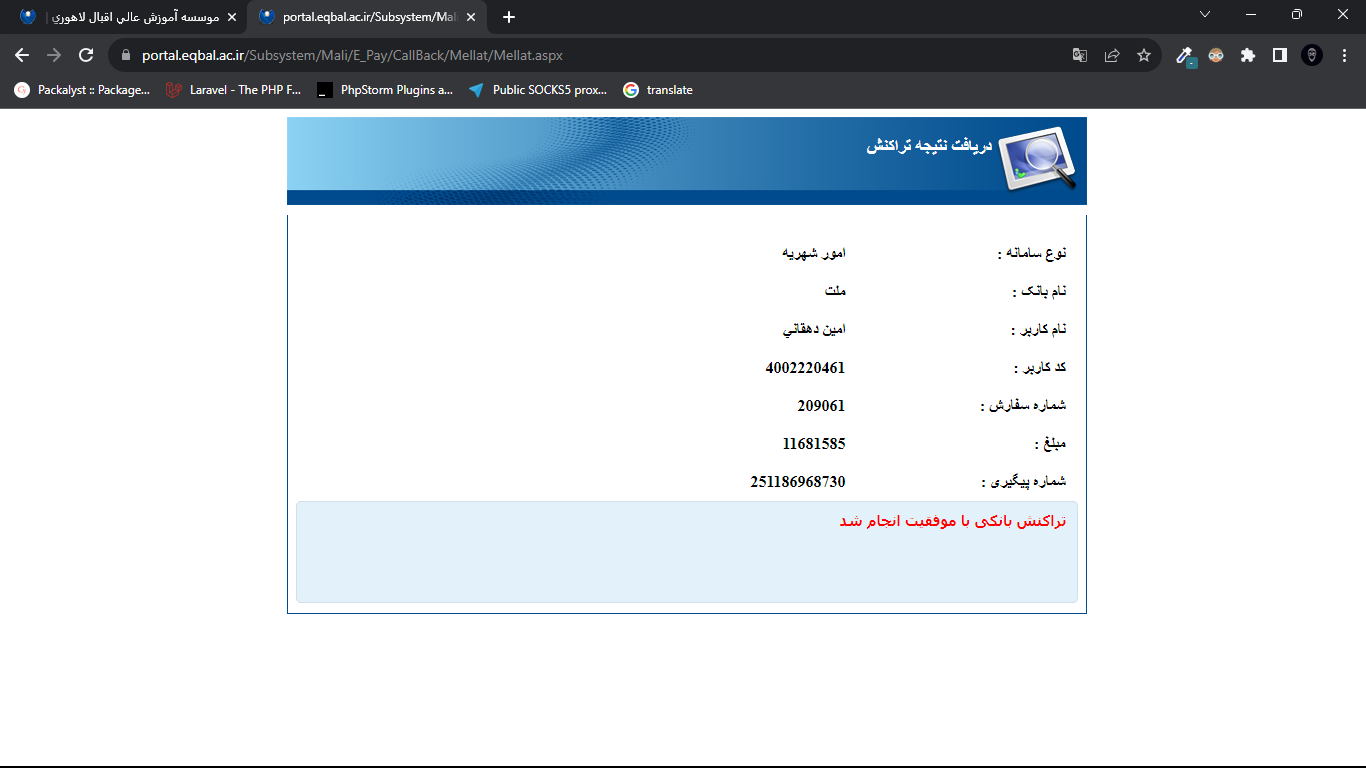 موسسه آموزش عالي اقبال لاهوري |
portal.eqbal.ac.ir/Subsystem/Mal
portal.eqbal.ac.ir/Subsystem/Mali/E_Pay/CallBack/Mellat/Mellat.aspx
Packalyst :: Package... Laravel - The PHP F... PhpStorm Plugins a... Public SOCKS5 prox... translate
دریافت نتیجه تراکنش
نوع سامانه : امور شهریه
نام بانک : ملت
نام کاربر : امین دهقاني
کد کاربر : 4002220461
شماره سفارش : 209061
مبلغ : 11681585
شماره پیگیری : 251186968730
تراکنش بانکی با موفقیت انجام شد